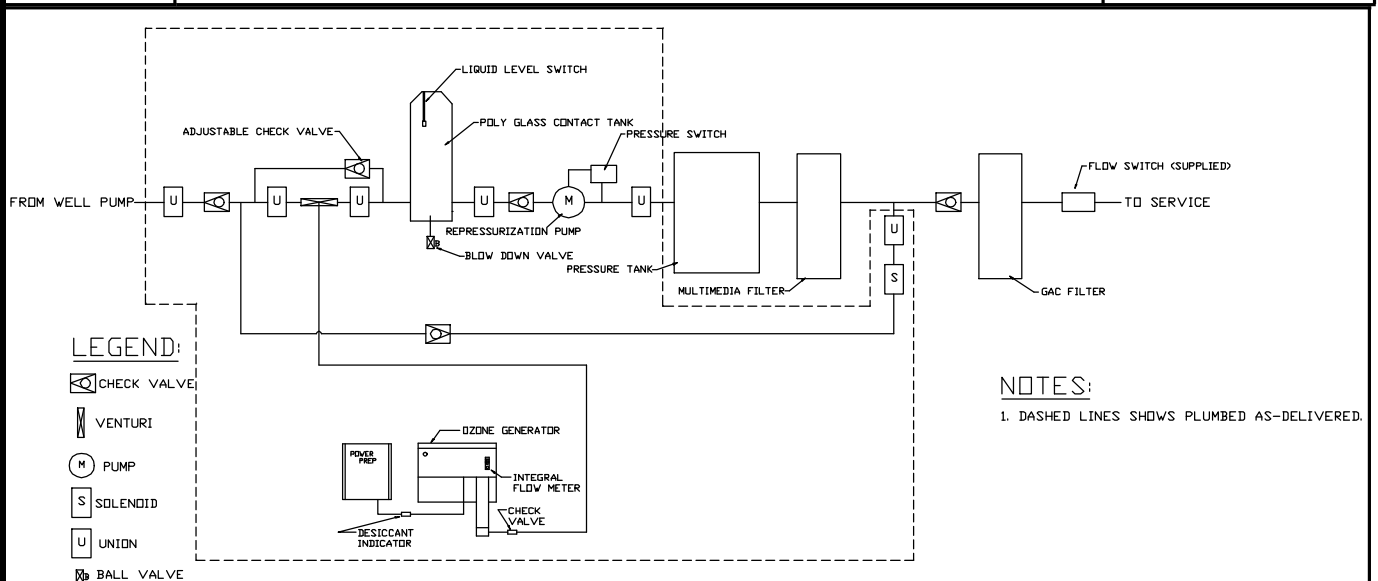 LIQUID LEVEL SWITCH
POLY GLASS CONTACT TANK
ADJUSTABLE CHECK VALVE
PRESSURE SWITCH
FLOW SWITCH (SUPPLIED)
FROM WELL PUMP
U
U
U
U
M
U
TO SERVICE
U
REPRESSURIZATION PUMP
B
BLOW DOWN VALVE
PRESSURE TANK
S
MULTIMEDIA FILTER
GAC FILTER
LEGEND:
CHECK VALVE
VENTURI
M PUMP
S SOLENOID
U UNION
B BALL VALVE
NOTES:
1. DASHED LINES SHOWS PLUMBED AS-DELIVERED.
OZONE GENERATOR
POWER
PREP
INTEGRAL
FLOW METER
CHECK
VALVE
DESICCANT
INDICATOR